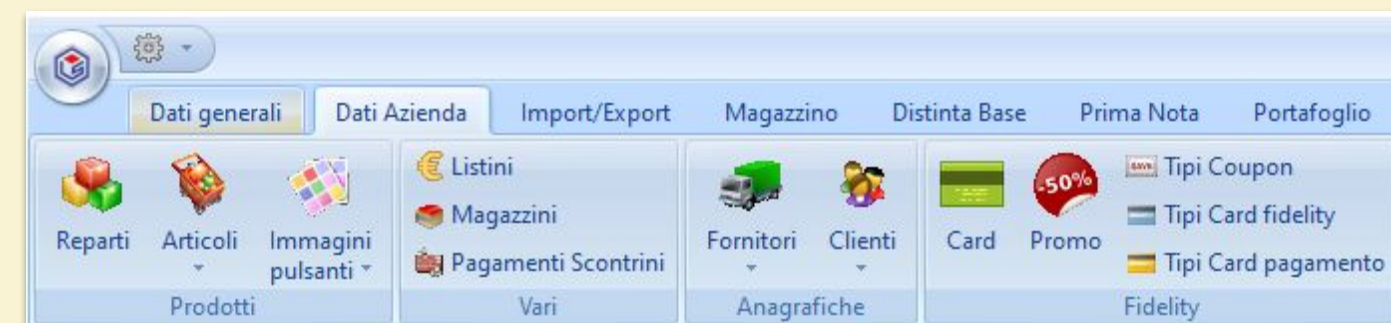 Dati generali Dati Azienda Import/Export Magazzino Distinta Base Prima Nota Portafoglio
Reparti Articoli Immagini pulsanti
Listini
Magazzini
Pagamenti Scontrini
Fornitori Clienti
Card -50% Promo
Tipi Coupon
Tipi Card fidelity
Tipi Card pagamento
Prodotti Vari Anagrafiche Fidelity